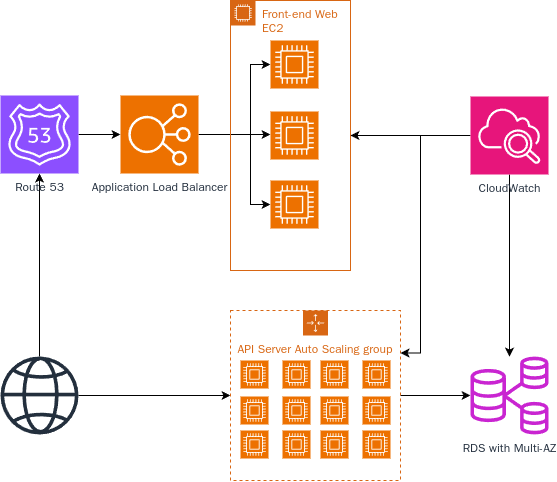 Front-end Web
EC2
53
Route 53
Application Load Balancer
CloudWatch
API Server Auto Scaling group
RDS with Multi-AZ